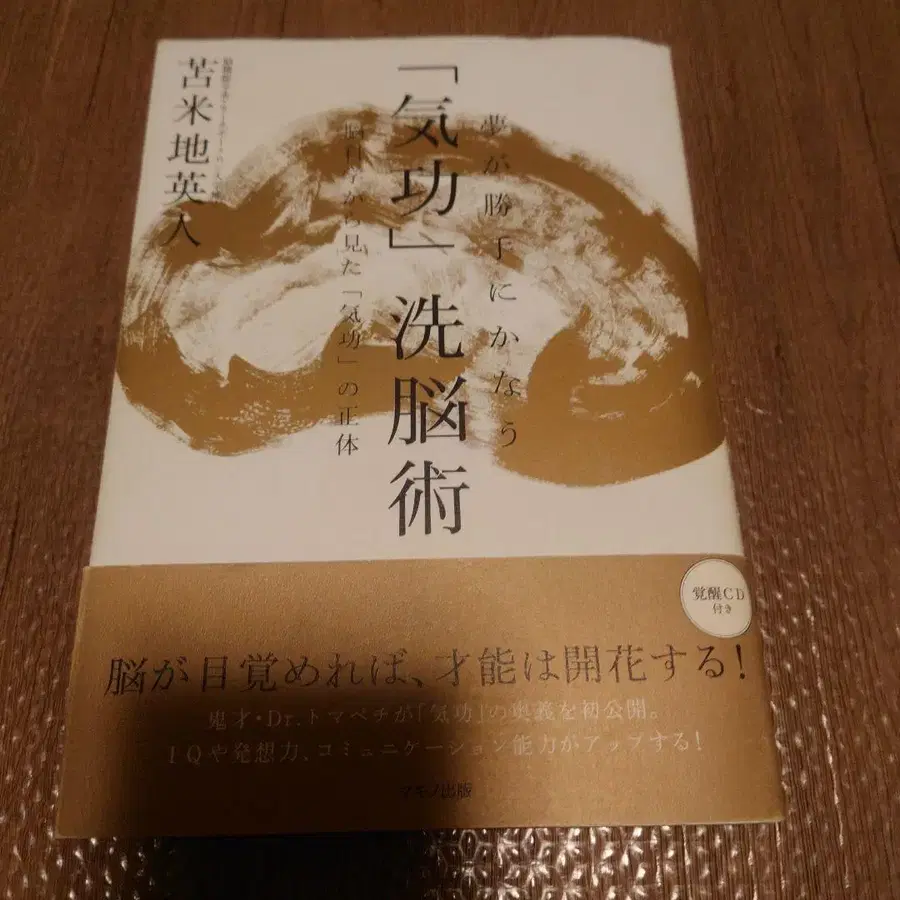 夢が勝手にかなう
「気功」洗脳術
脳科学から見た「気功」の正体
苫米地英人
覚醒CD
付き
脳が目覚めれば、才能は開花する!
鬼才・Dr.トマベチが「気功」の奥義を初公開。
IQや発想力、コミュニケーション能力がアップする!
マキノ出版